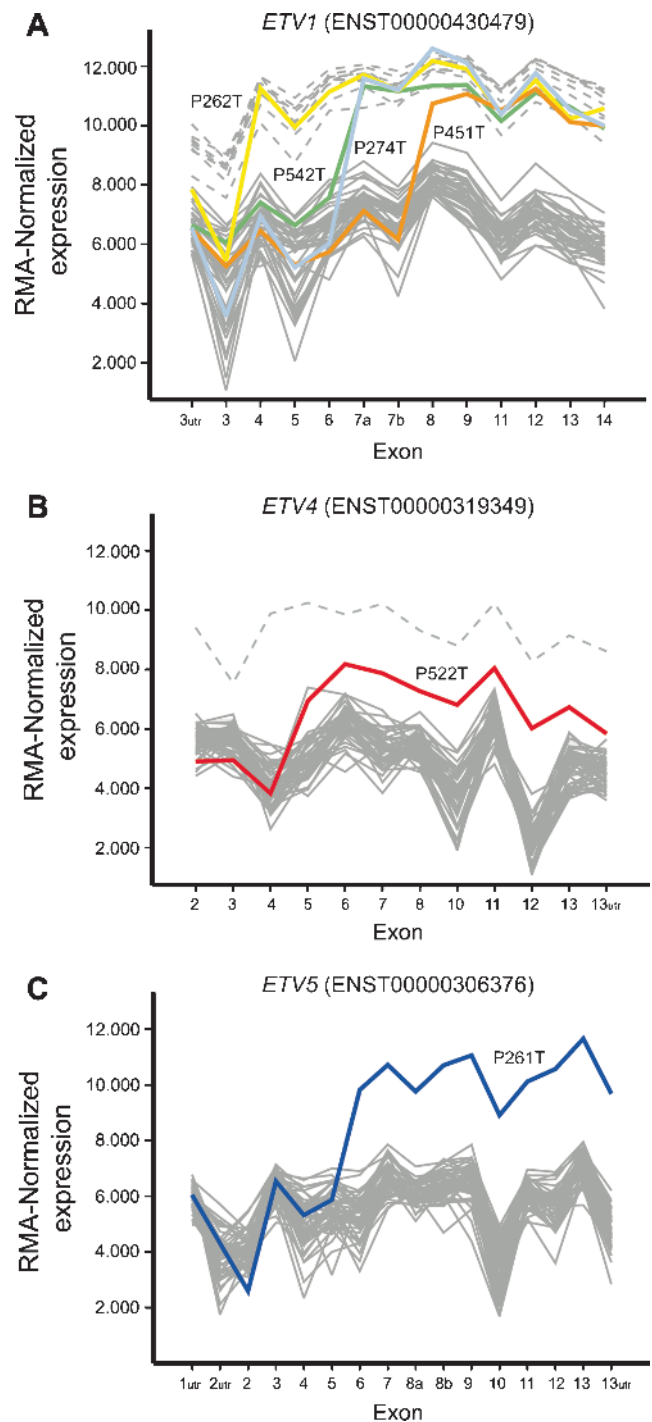 A
ETV1 (ENST00000430479)
RMA-Normalized
expression
12.000
10.000
8.000
6.000
4.000
2.000
P262T
P542T
P274T
P451T
3utr 3 4 5 6 7a 7b 8 9 11 12 13 14
Exon
B
ETV4 (ENST00000319349)
RMA-Normalized
expression
12.000
10.000
8.000
6.000
4.000
2.000
P522T
2 3 4 5 6 7 8 10 11 12 13 13utr
Exon
C
ETV5 (ENST00000306376)
RMA-Normalized
expression
12.000
10.000
8.000
6.000
4.000
2.000
P261T
1utr 2utr 2 3 4 5 6 7 8a 8b 9 10 11 12 13 13utr
Exon